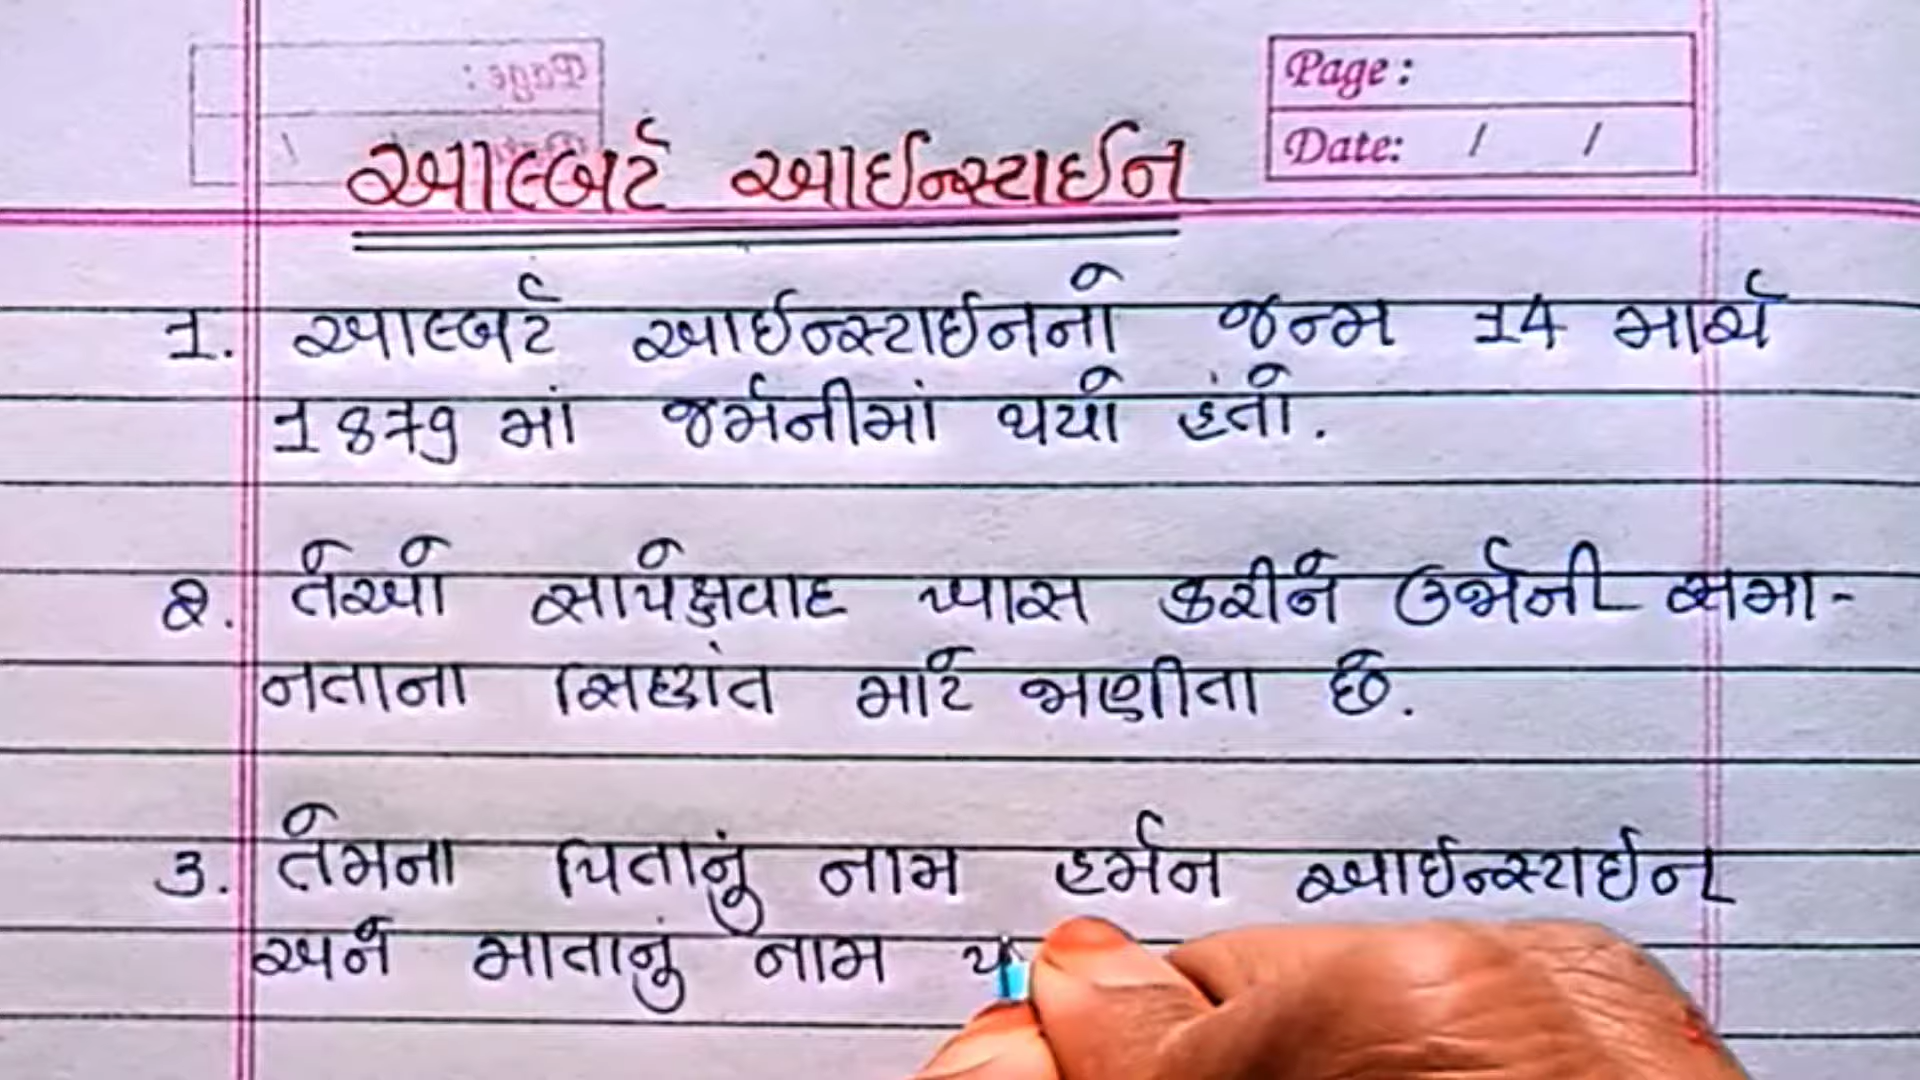 Page :
Date: / /
આલ્બર્ટ આઈન્સ્ટાઈન
1. આલ્બર્ટ આઈન્સ્ટાઈનનો જન્મ 14 માર્ચ
1879 માં જર્મનીમાં થયો હતો.
2. તેઓ સાપેક્ષવાદ ખાસ કરીને ઉર્જાની સમા-
નતાના સિદ્ધાંત માટે જાણીતા છે.
3. તેમના પિતાનું નામ હર્મન આઈન્સ્ટાઈન
અને માતાનું નામ